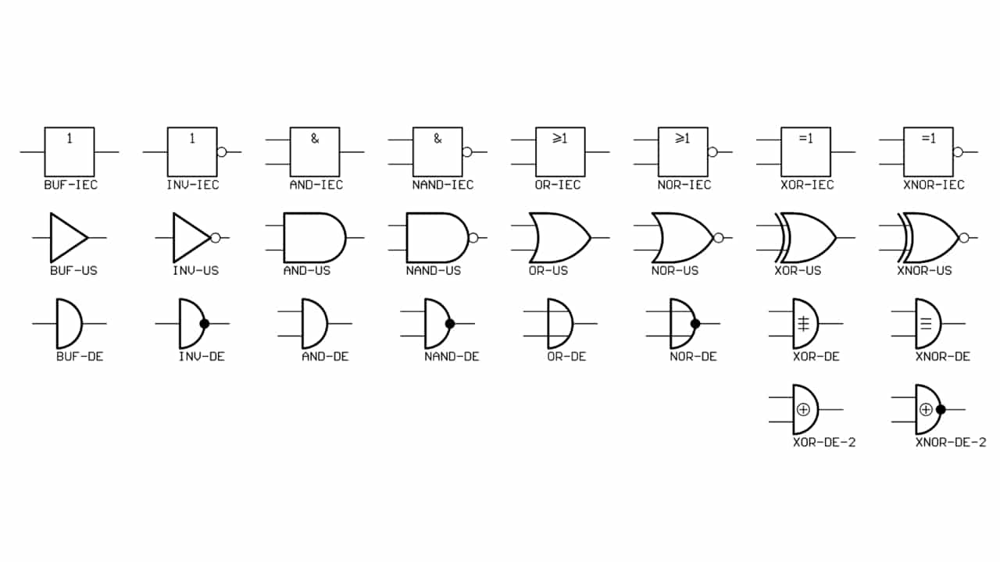 1 1 & & ≥1 ≥1 =1 =1
BUF-IEC INV-IEC AND-IEC NAND-IEC OR-IEC NOR-IEC XOR-IEC XNOR-IEC
BUF-US INV-US AND-US NAND-US OR-US NOR-US XOR-US XNOR-US
BUF-DE INV-DE AND-DE NAND-DE OR-DE NOR-DE XOR-DE XNOR-DE
XOR-DE-2 XNOR-DE-2